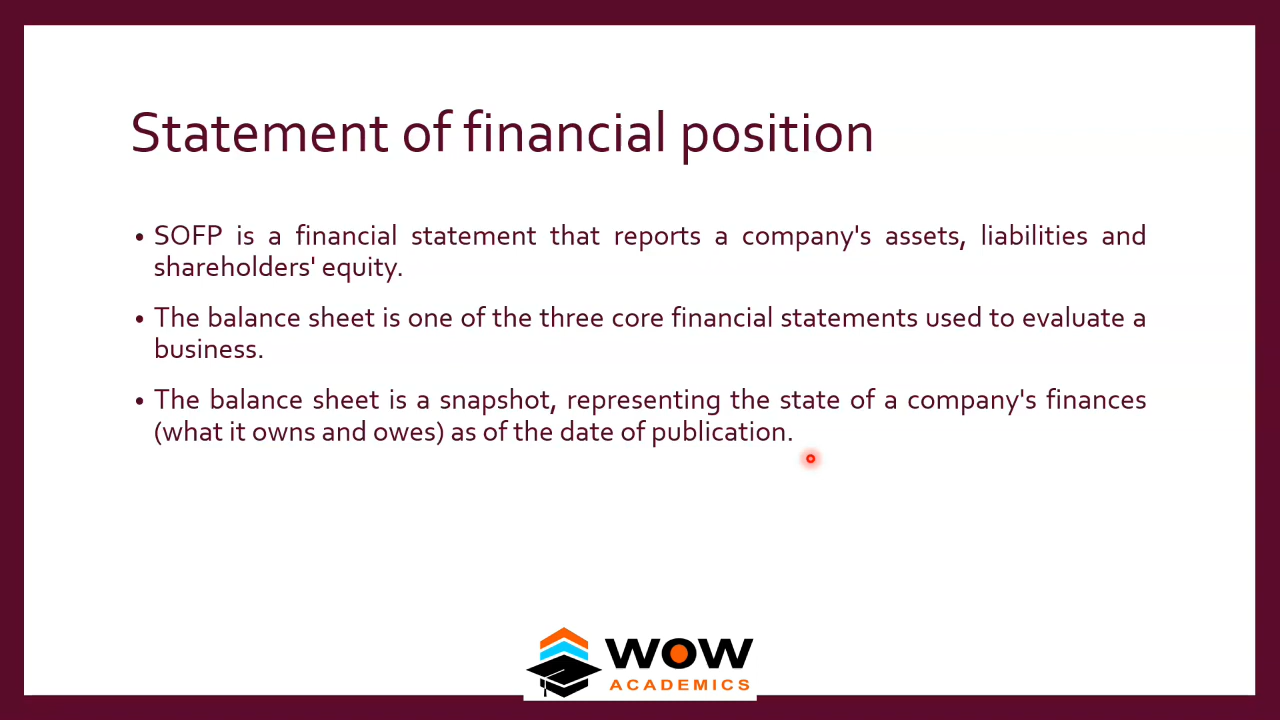 Statement of financial position
• SOFP is a financial statement that reports a company's assets, liabilities and
shareholders' equity.
• The balance sheet is one of the three core financial statements used to evaluate a
business.
• The balance sheet is a snapshot, representing the state of a company's finances
(what it owns and owes) as of the date of publication.
WOW
ACADEMICS